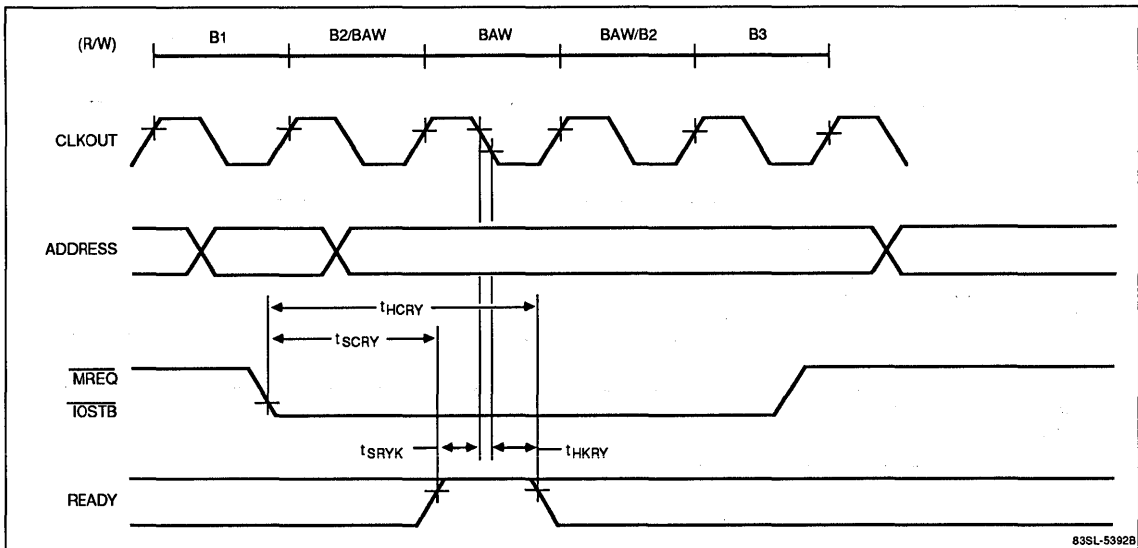 (R/W) B1 B2/BAW BAW BAW/B2 B3
CLKOUT
ADDRESS
tHCRY
tSCRY
MREQ
IOSTB
tSRYK tHKRY
READY
83SL-5392B